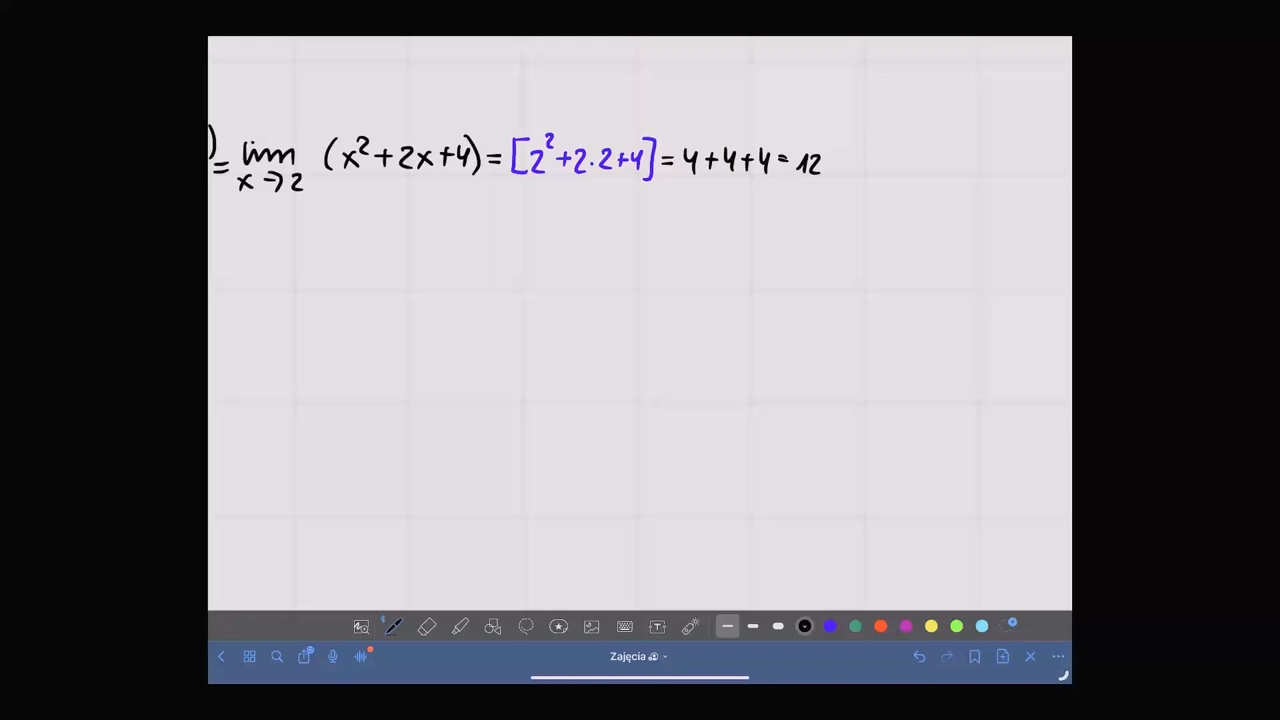 ) = lim x→2 (x² + 2x + 4) = [2² + 2·2 + 4] = 4 + 4 + 4 = 12
Zajęcia